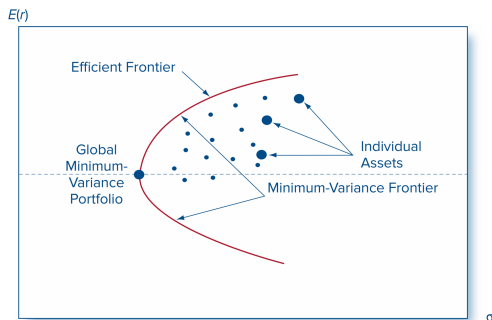 E(r)
Efficient Frontier
Global
Minimum-
Variance
Portfolio
Individual
Assets
Minimum-Variance Frontier